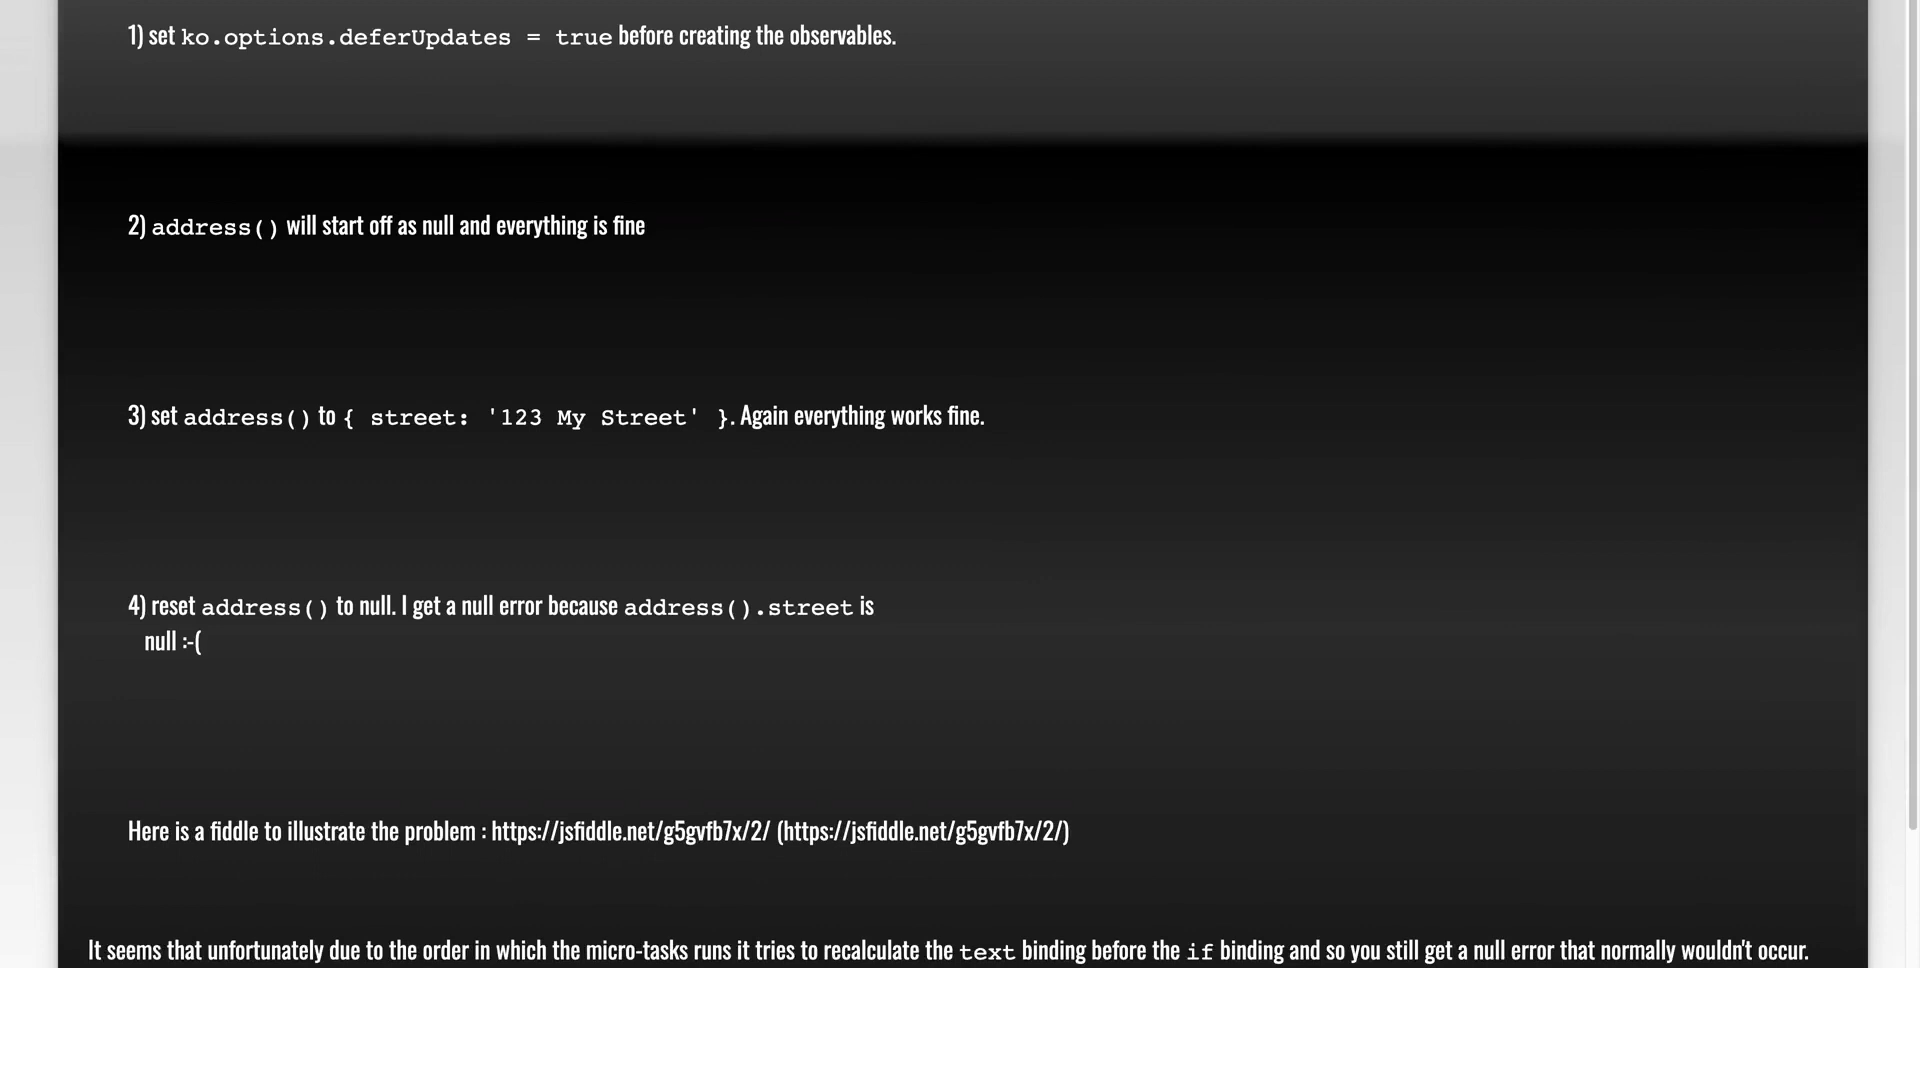 1) set ko.options.deferUpdates = true before creating the observables.
2) address() will start off as null and everything is fine
3) set address() to { street: '123 My Street' }. Again everything works fine.
4) reset address() to null. I get a null error because address().street is
null :-(
Here is a fiddle to illustrate the problem : https://jsfiddle.net/g5gvfb7x/2/ (https://jsfiddle.net/g5gvfb7x/2/)
It seems that unfortunately due to the order in which the micro-tasks runs it tries to recalculate the text binding before the if binding and so you still get a null error that normally wouldn't occur.